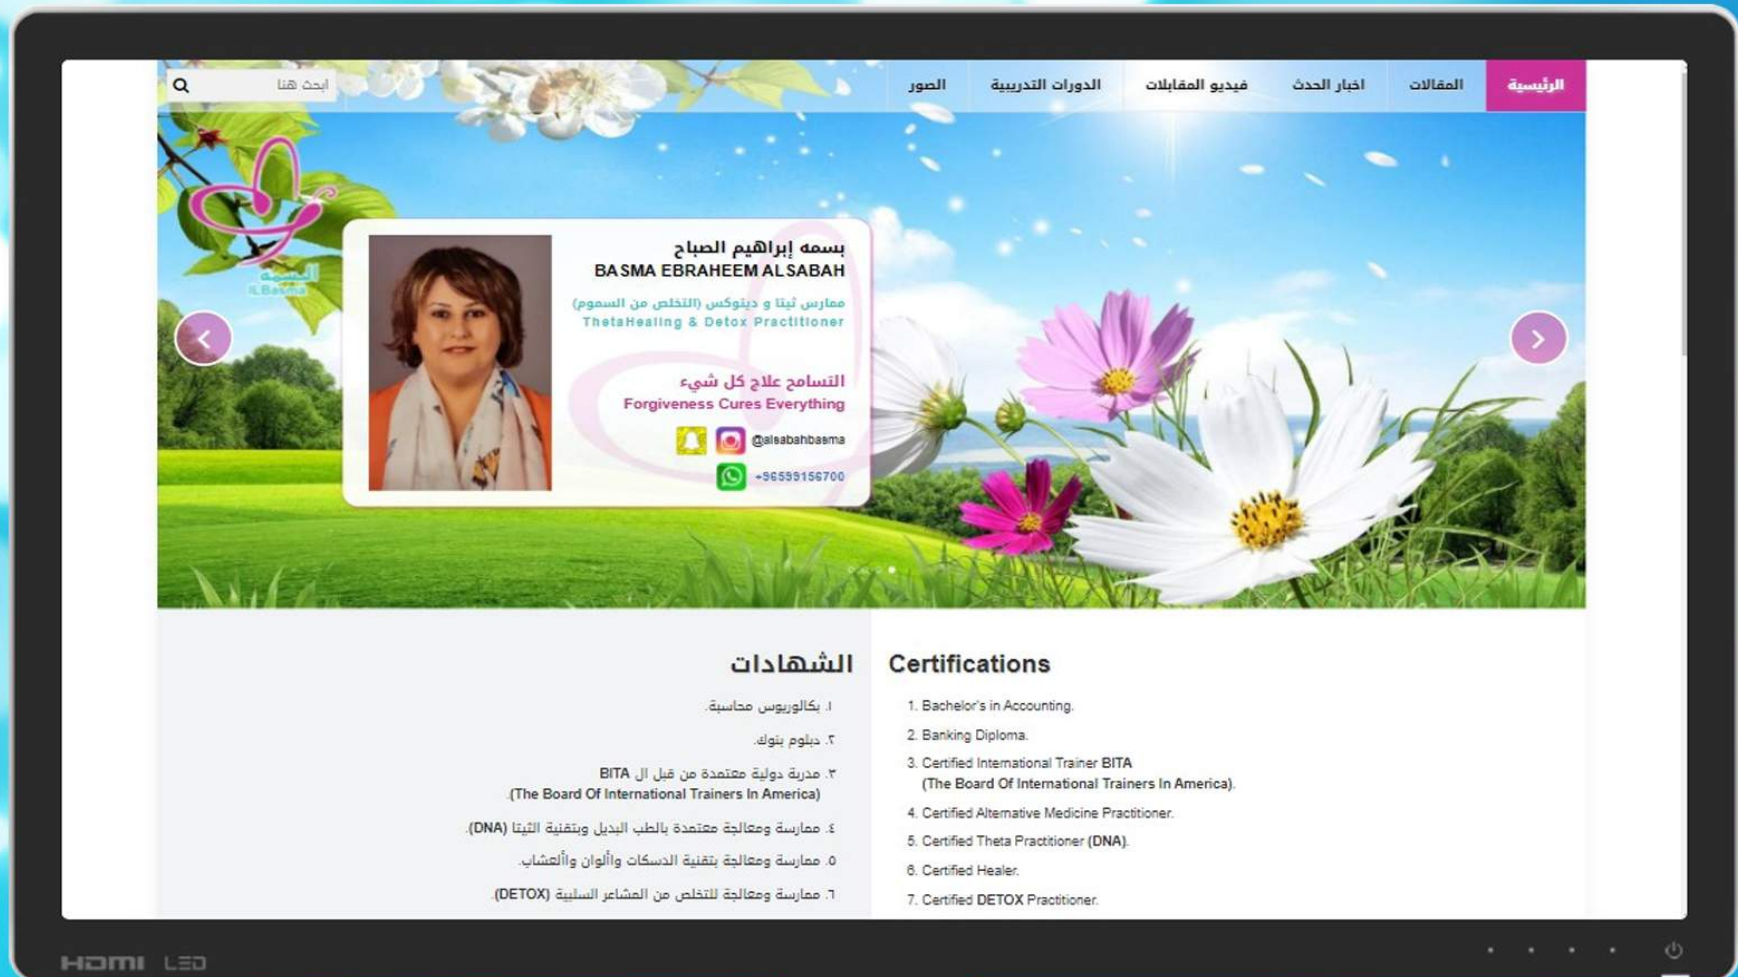 الرئيسية
المقالات
اخبار الحدث
فيديو المقابلات
الدورات التدريبية
الصور
ابحث هنا
البسمه
ILBasma
بسمه إبراهيم الصباح
BASMA EBRAHEEM ALSABAH
ممارس ثيتا و ديتوكس (التخلص من السموم)
ThetaHealing & Detox Practitioner
التسامح علاج كل شيء
Forgiveness Cures Everything
@alsabahbasma
+96599156700
Certifications
1. Bachelor's in Accounting.
2. Banking Diploma.
3. Certified International Trainer BITA
(The Board Of International Trainers In America).
4. Certified Alternative Medicine Practitioner.
5. Certified Theta Practitioner (DNA).
6. Certified Healer.
7. Certified DETOX Practitioner.
الشهادات
١. بكالوريوس محاسبة.
٢. دبلوم بنوك.
٣. مدربة دولية معتمدة من قبل ال BITA
(The Board Of International Trainers In America).
٤. ممارسة ومعالجة معتمدة بالطب البديل وبتقنية الثيتا (DNA).
٥. ممارسة ومعالجة بتقنية الدسكات واأللوان واألعشاب.
٦. ممارسة ومعالجة للتخلص من المشاعر السلبية (DETOX).
HDMI LED